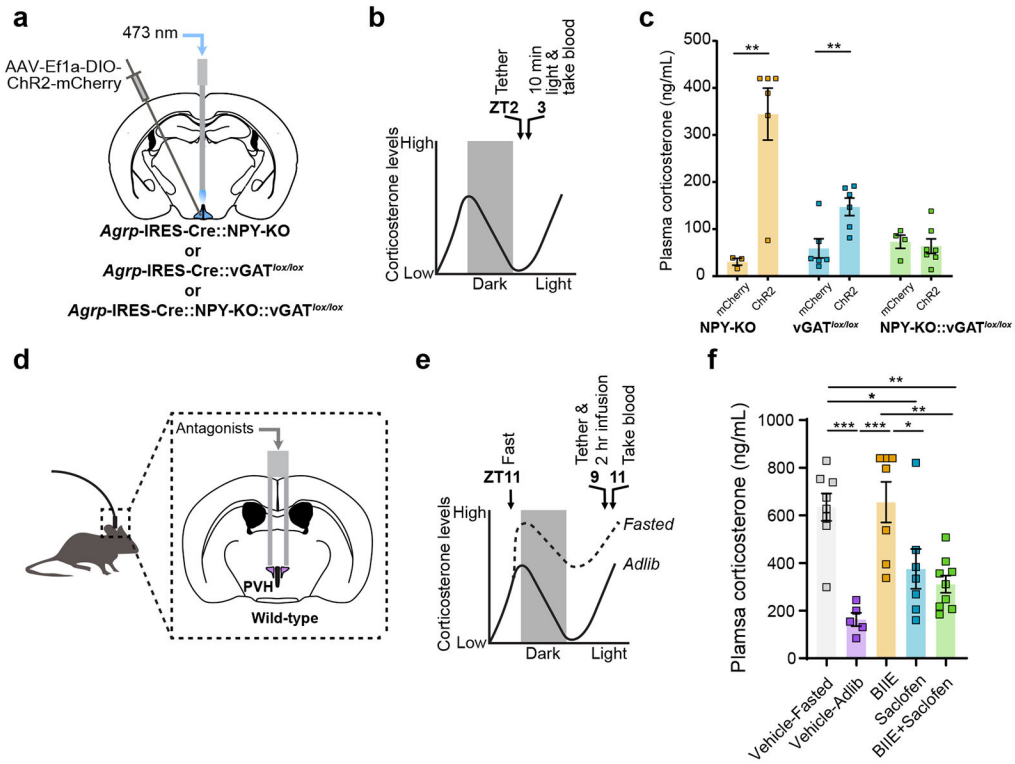 a
473 nm
AAV-Ef1a-DIO-
ChR2-mCherry
Agrp-IRES-Cre::NPY-KO
or
Agrp-IRES-Cre::vGATlox/lox
or
Agrp-IRES-Cre::NPY-KO::vGATlox/lox
b
Tether
10 min
light &
take blood
ZT2 3
Corticosterone levels
High
Low
Dark Light
c
Plasma corticosterone (ng/mL)
500
400
300
200
100
0
** **
mCherry ChR2 mCherry ChR2 mCherry ChR2
NPY-KO vGATlox/lox NPY-KO::vGATlox/lox
d
Antagonists
PVH
Wild-type
e
Fast
Tether &
2 hr infusion
Take blood
ZT11 9 11
Corticosterone levels
High
Low
Fasted
Adlib
Dark Light
f
Plamsa corticosterone (ng/mL)
1000
800
600
400
200
0
**
*
**
*** *** *
Vehicle-Fasted
Vehicle-Adlib
BIIE
Saclofen
BIIE+Saclofen